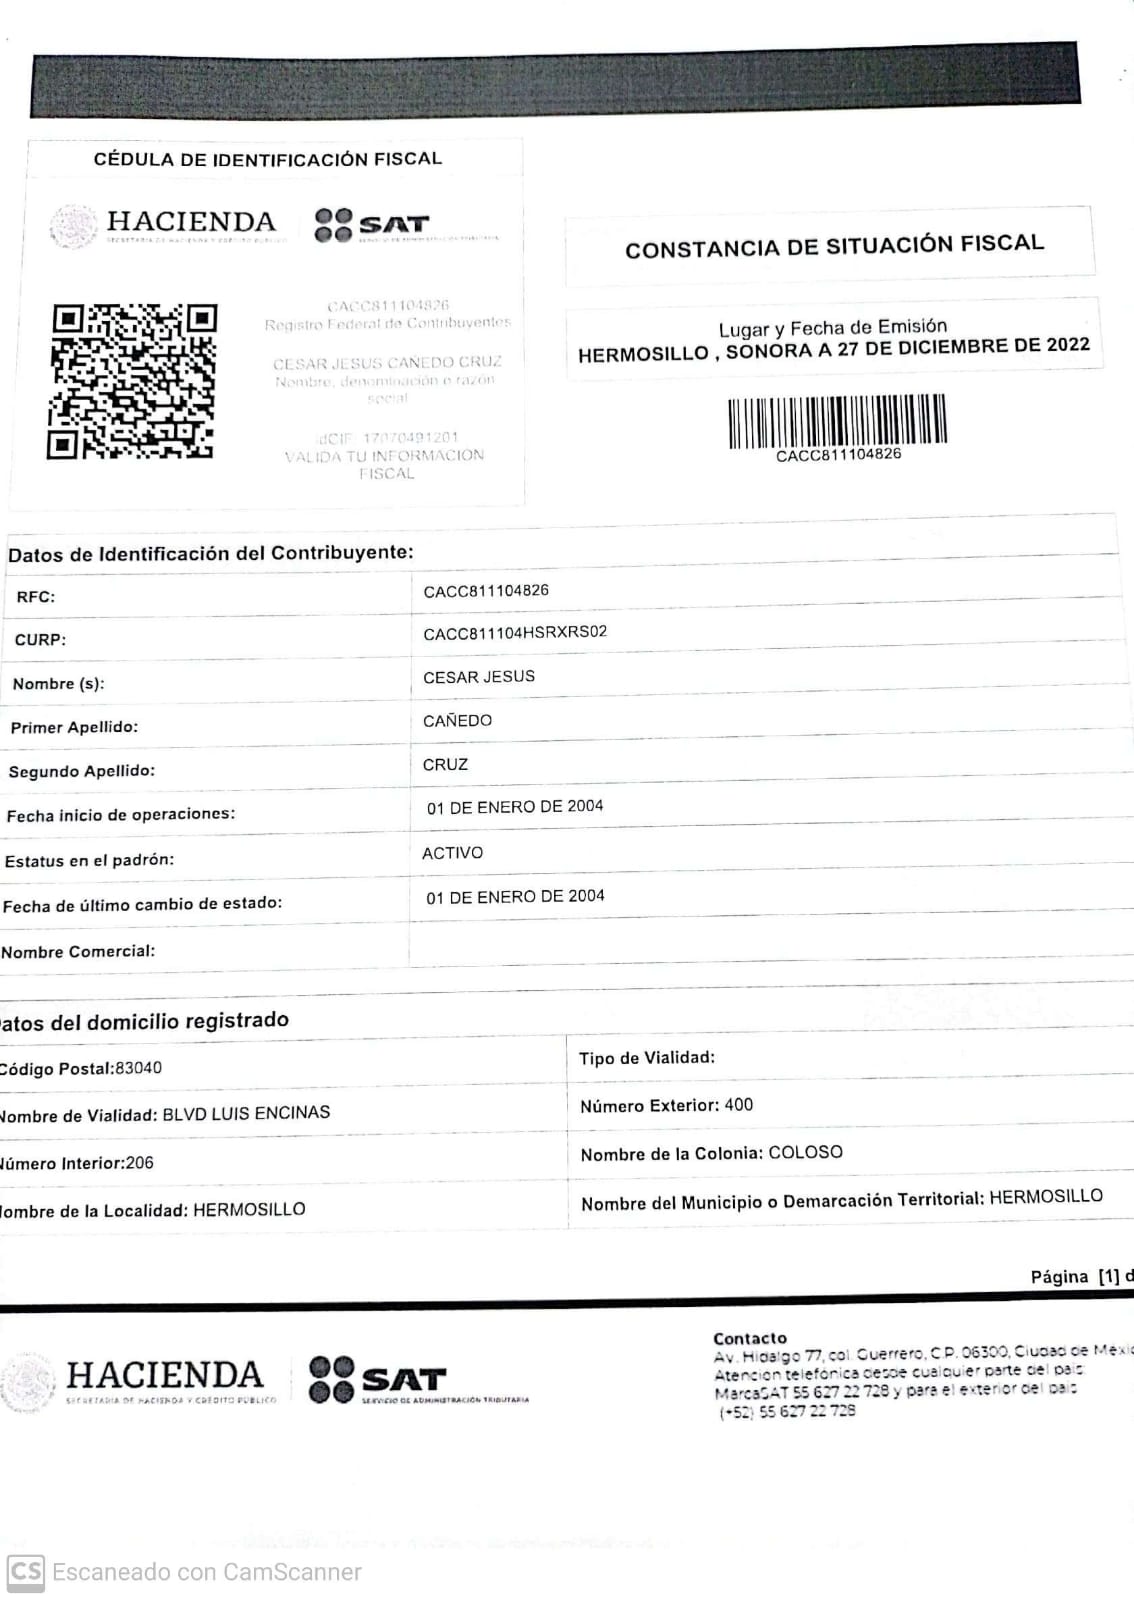 CÉDULA DE IDENTIFICACIÓN FISCAL
HACIENDA
SECRETARÍA DE HACIENDA Y CRÉDITO PÚBLICO
SAT
CACC811104826
Registro Federal de Contribuyentes
CESAR JESUS CAÑEDO CRUZ
Nombre, denominación o razón
social
idCIF: 17070491201
VALIDA TU INFORMACIÓN
FISCAL
CONSTANCIA DE SITUACIÓN FISCAL
Lugar y Fecha de Emisión
HERMOSILLO , SONORA A 27 DE DICIEMBRE DE 2022
CACC811104826
Datos de Identificación del Contribuyente:
RFC: CACC811104826
CURP: CACC811104HSRXRS02
Nombre (s): CESAR JESUS
Primer Apellido: CAÑEDO
Segundo Apellido: CRUZ
Fecha inicio de operaciones: 01 DE ENERO DE 2004
Estatus en el padrón: ACTIVO
Fecha de último cambio de estado: 01 DE ENERO DE 2004
Nombre Comercial:
atos del domicilio registrado
Código Postal:83040 Tipo de Vialidad:
Nombre de Vialidad: BLVD LUIS ENCINAS Número Exterior: 400
Número Interior:206 Nombre de la Colonia: COLOSO
ombre de la Localidad: HERMOSILLO Nombre del Municipio o Demarcación Territorial: HERMOSILLO
Página [1] d
HACIENDA
SECRETARÍA DE HACIENDA Y CRÉDITO PÚBLICO
SAT
SERVICIO DE ADMINISTRACIÓN TRIBUTARIA
Contacto
Av. Hidalgo 77, col. Guerrero, C.P. 06300, Ciudad de Méxic
Atención telefónica desde cualquier parte del país:
MarcaSAT 55 627 22 728 y para el exterior del país
(+52) 55 627 22 728
CS Escaneado con CamScanner